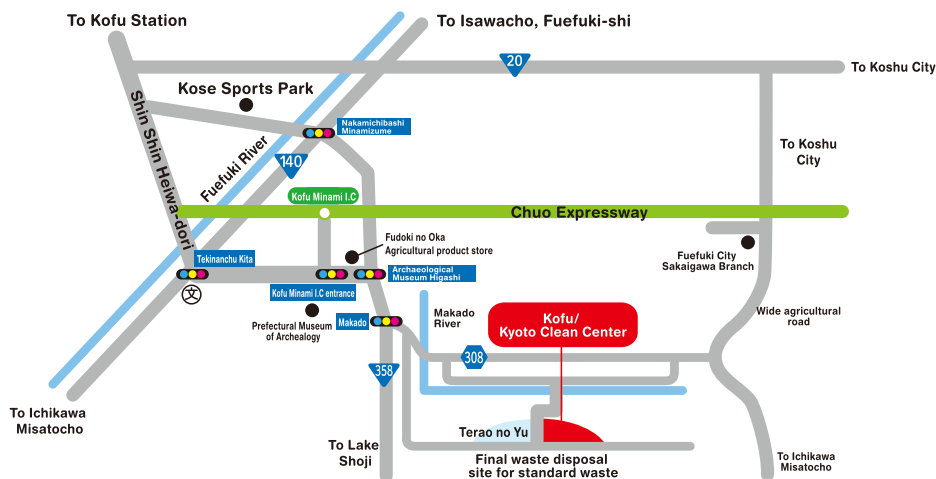 To Kofu Station
To Isawacho, Fuefuki-shi
20
To Koshu City
Kose Sports Park
Shin Shin Heiwa-dori
Nakamichibashi
Minamizume
Fuefuki River
140
To Koshu
City
Kofu Minami I.C
Chuo Expressway
Fudoki no Oka
Agricultural product store
Tekinanchu Kita
Fuefuki City
Sakaigawa Branch
Archaeological
Museum Higashi
文
Kofu Minami I.C entrance
Prefectural Museum
of Archealogy
Makado
Makado
River
Kofu/
Kyoto Clean Center
Wide agricultural
road
308
358
To Ichikawa
Misatocho
Terao no Yu
To Lake
Shoji
Final waste disposal
site for standard waste
To Ichikawa
Misatocho